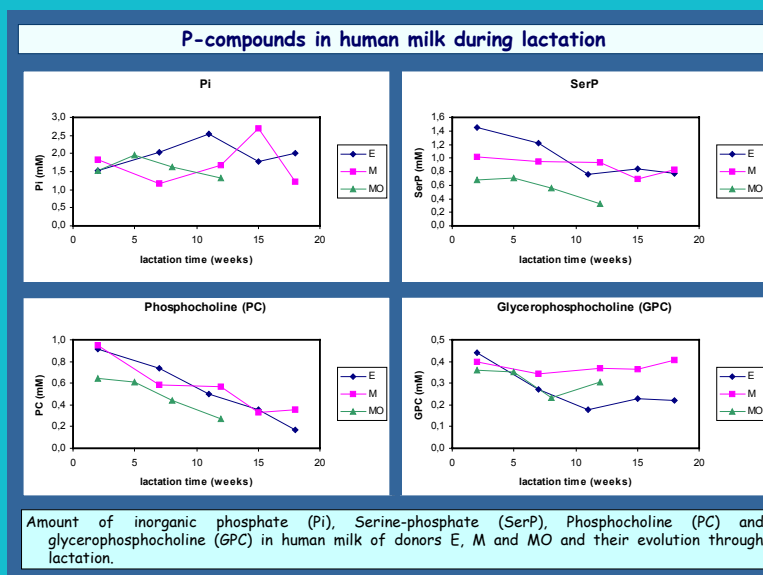 P-compounds in human milk during lactation
Pi
Pi (mM)
3,0
2,5
2,0
1,5
1,0
0,5
0,0
0 5 10 15 20
lactation time (weeks)
E
M
MO
SerP
SerP (mM)
1,6
1,4
1,2
1,0
0,8
0,6
0,4
0,2
0,0
0 5 10 15 20
lactation time (weeks)
E
M
MO
Phosphocholine (PC)
PC (mM)
1,0
0,8
0,6
0,4
0,2
0,0
0 5 10 15 20
lactation time (weeks)
E
M
MO
Glycerophosphocholine (GPC)
GPC (mM)
0,5
0,4
0,3
0,2
0,1
0,0
0 5 10 15 20
lactation time (weeks)
E
M
MO
Amount of inorganic phosphate (Pi), Serine-phosphate (SerP), Phosphocholine (PC) and
glycerophosphocholine (GPC) in human milk of donors E, M and MO and their evolution through
lactation.